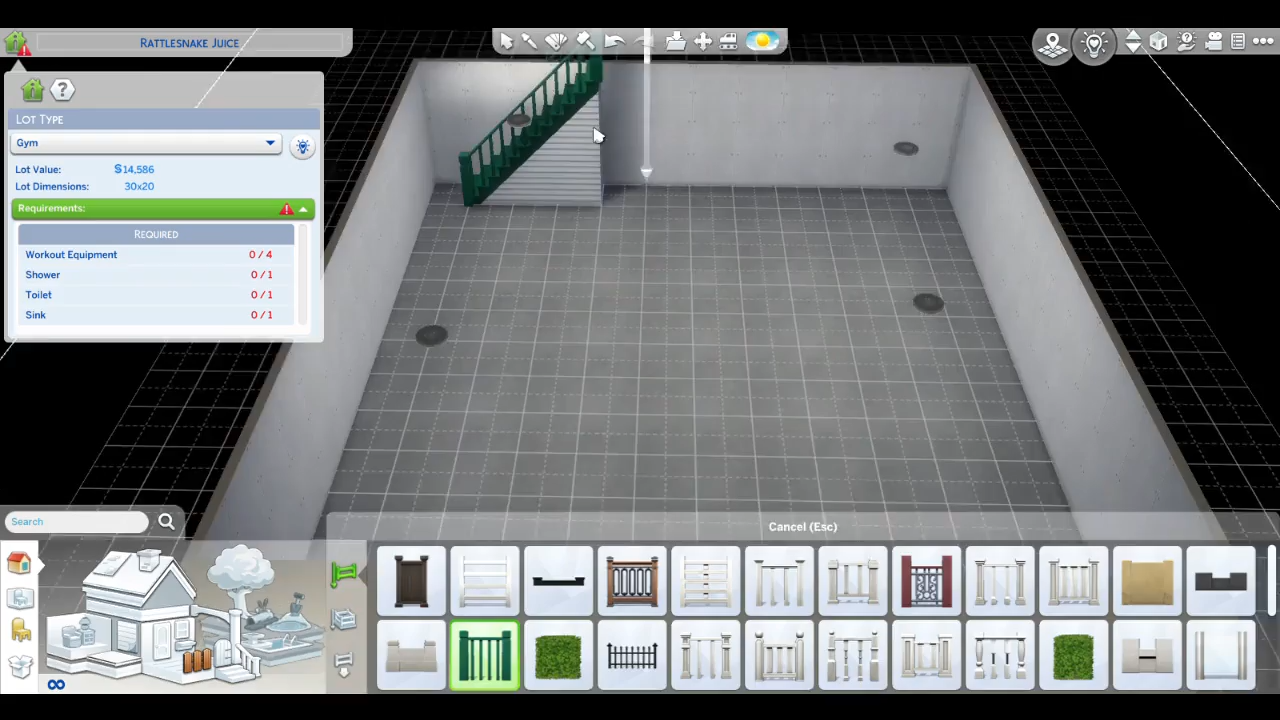 RATTLESNAKE JUICE
?
LOT TYPE
Gym
Lot Value: $14,586
Lot Dimensions: 30x20
Requirements:
REQUIRED
Workout Equipment 0 / 4
Shower 0 / 1
Toilet 0 / 1
Sink 0 / 1
Search
Cancel (Esc)